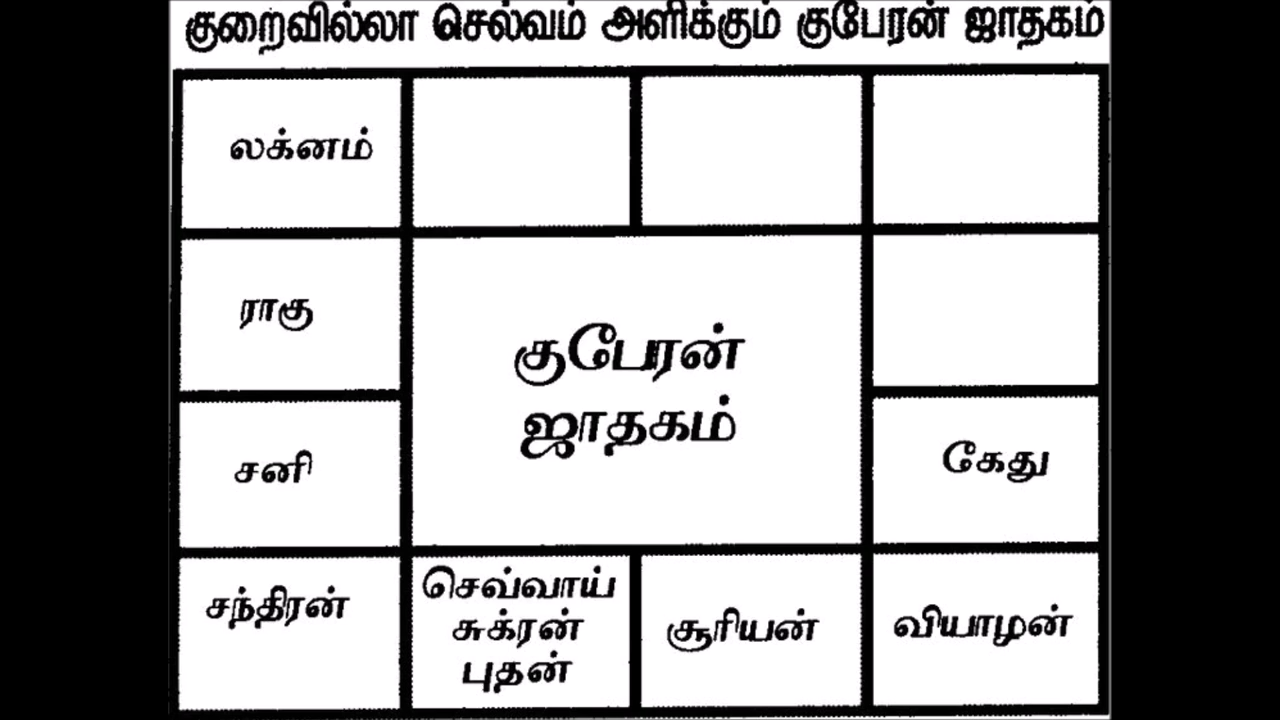 குறைவில்லா செல்வம் அளிக்கும் குபேரன் ஜாதகம்
லக்னம்
ராகு
குபேரன்
ஜாதகம்
சனி
கேது
சந்திரன்
செவ்வாய்
சுக்ரன்
புதன்
சூரியன்
வியாழன்